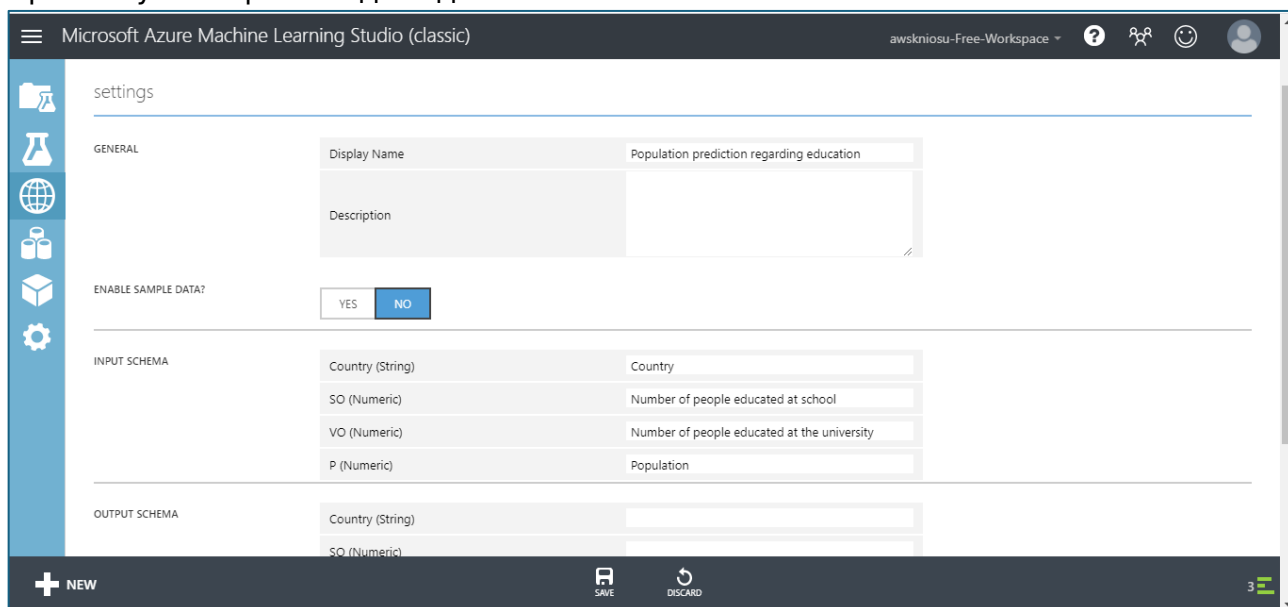 Microsoft Azure Machine Learning Studio (classic)
awskniosu-Free-Workspace
?
settings
GENERAL
Display Name
Population prediction regarding education
Description
ENABLE SAMPLE DATA?
YES
NO
INPUT SCHEMA
Country (String)
Country
SO (Numeric)
Number of people educated at school
VO (Numeric)
Number of people educated at the university
P (Numeric)
Population
OUTPUT SCHEMA
Country (String)
SO (Numeric)
NEW
SAVE
DISCARD
3